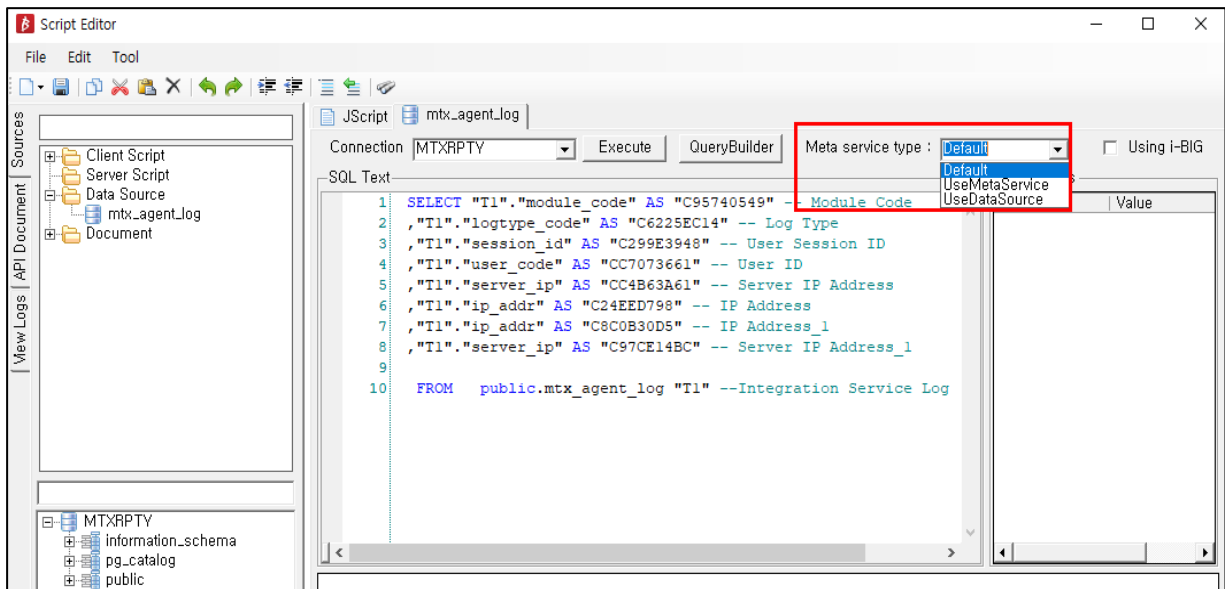 Script Editor
File Edit Tool
Sources
API Document
View Logs
Client Script
Server Script
Data Source
mtx_agent_log
Document
MTXRPTY
information_schema
pg_catalog
public
JScript mtx_agent_log
Connection MTXRPTY Execute QueryBuilder Meta service type : Default Using i-BIG
Default
UseMetaService
UseDataSource
SQL Text
Value
1 SELECT "T1"."module_code" AS "C95740549" -- Module Code
2 ,"T1"."logtype_code" AS "C6225EC14" -- Log Type
3 ,"T1"."session_id" AS "C299E3948" -- User Session ID
4 ,"T1"."user_code" AS "CC7073661" -- User ID
5 ,"T1"."server_ip" AS "CC4B63A61" -- Server IP Address
6 ,"T1"."ip_addr" AS "C24EED798" -- IP Address
7 ,"T1"."ip_addr" AS "C8C0B30D5" -- IP Address_1
8 ,"T1"."server_ip" AS "C97CE14BC" -- Server IP Address_1
9
10 FROM public.mtx_agent_log "T1" --Integration Service Log